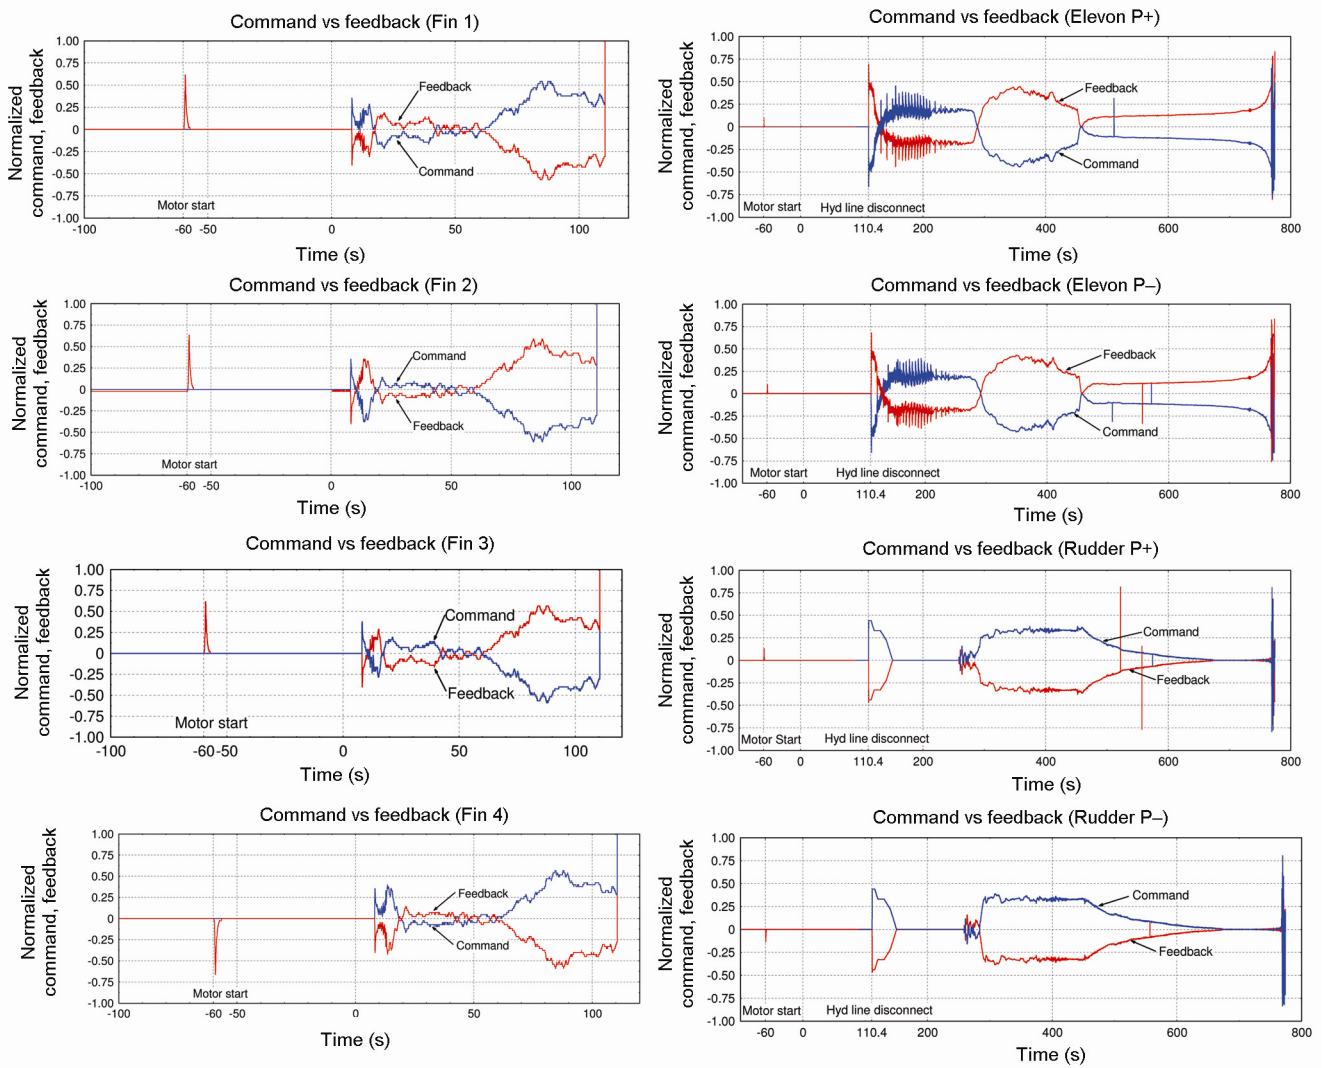 Command vs feedback (Fin 1)
Normalized
command, feedback
1.00
0.75
0.50
0.25
0
-0.25
-0.50
-0.75
-1.00
Feedback
Command
Motor start
-100
-60
-50
0
50
100
Time (s)
Command vs feedback (Elevon P+)
Normalized
command, feedback
1.00
0.75
0.50
0.25
0
-0.25
-0.50
-0.75
-1.00
Feedback
Command
Motor start
Hyd line disconnect
-60
0
110.4
200
400
600
800
Time (s)
Command vs feedback (Fin 2)
Normalized
command, feedback
1.00
0.75
0.50
0.25
0
-0.25
-0.50
-0.75
-1.00
Command
Feedback
Motor start
-100
-60
-50
0
50
100
Time (s)
Command vs feedback (Elevon P–)
Normalized
command, feedback
1.00
0.75
0.50
0.25
0
-0.25
-0.50
-0.75
-1.00
Feedback
Command
Motor start
Hyd line disconnect
-60
0
110.4
200
400
600
800
Time (s)
Command vs feedback (Fin 3)
Normalized
command, feedback
1.00
0.75
0.50
0.25
0
-0.25
-0.50
-0.75
-1.00
Command
Feedback
Motor start
-100
-60
-50
0
50
100
Time (s)
Command vs feedback (Rudder P+)
Normalized
command, feedback
1.00
0.75
0.50
0.25
0
-0.25
-0.50
-0.75
-1.00
Command
Feedback
Motor Start
Hyd line disconnect
-60
0
110.4
200
400
600
800
Time (s)
Command vs feedback (Fin 4)
Normalized
command, feedback
1.00
0.75
0.50
0.25
0
-0.25
-0.50
-0.75
-1.00
Feedback
Command
Motor start
-100
-60
-50
0
50
100
Time (s)
Command vs feedback (Rudder P–)
Normalized
command, feedback
1.00
0.75
0.50
0.25
0
-0.25
-0.50
-0.75
-1.00
Command
Feedback
Motor start
Hyd line disconnect
-60
0
110.4
200
400
600
800
Time (s)